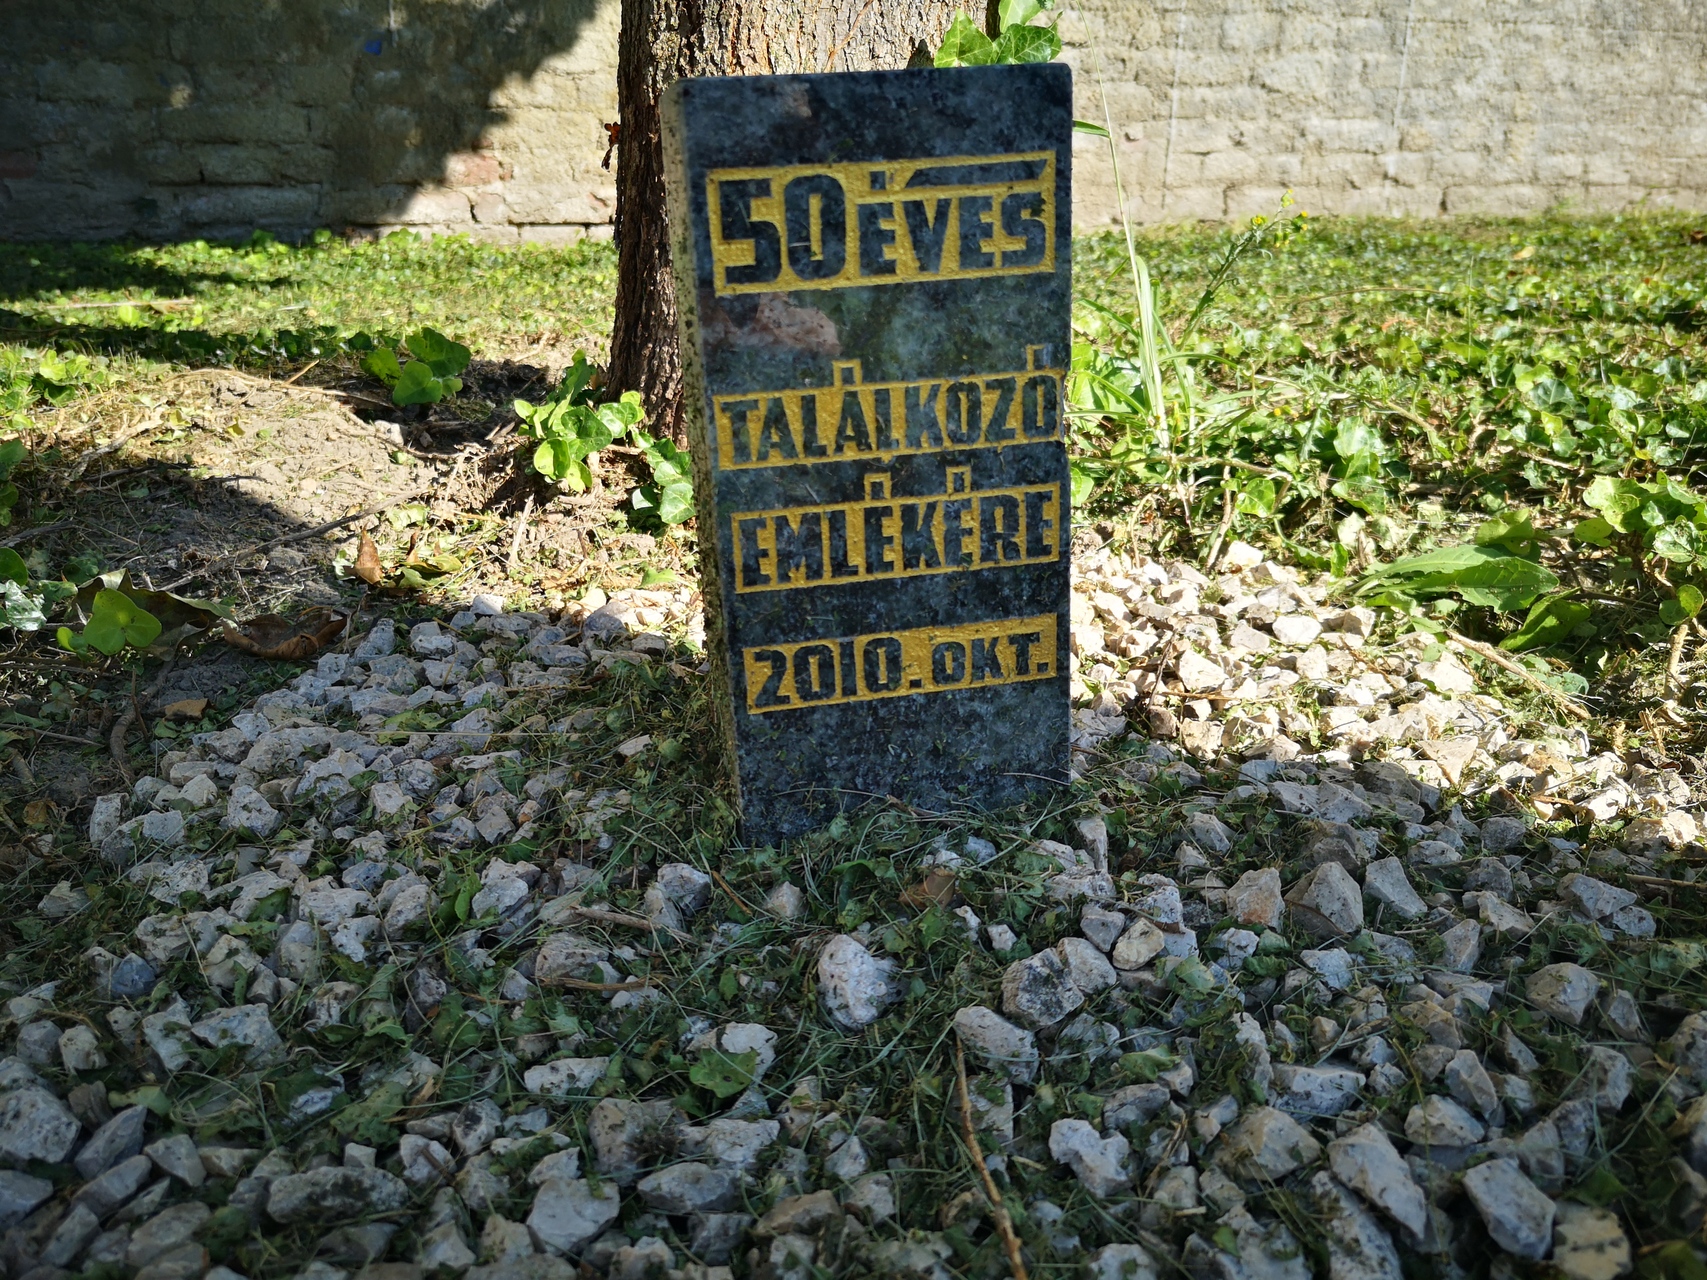 50 ÉVES
TALÁLKOZÓ
EMLÉKÉRE
2010. OKT.